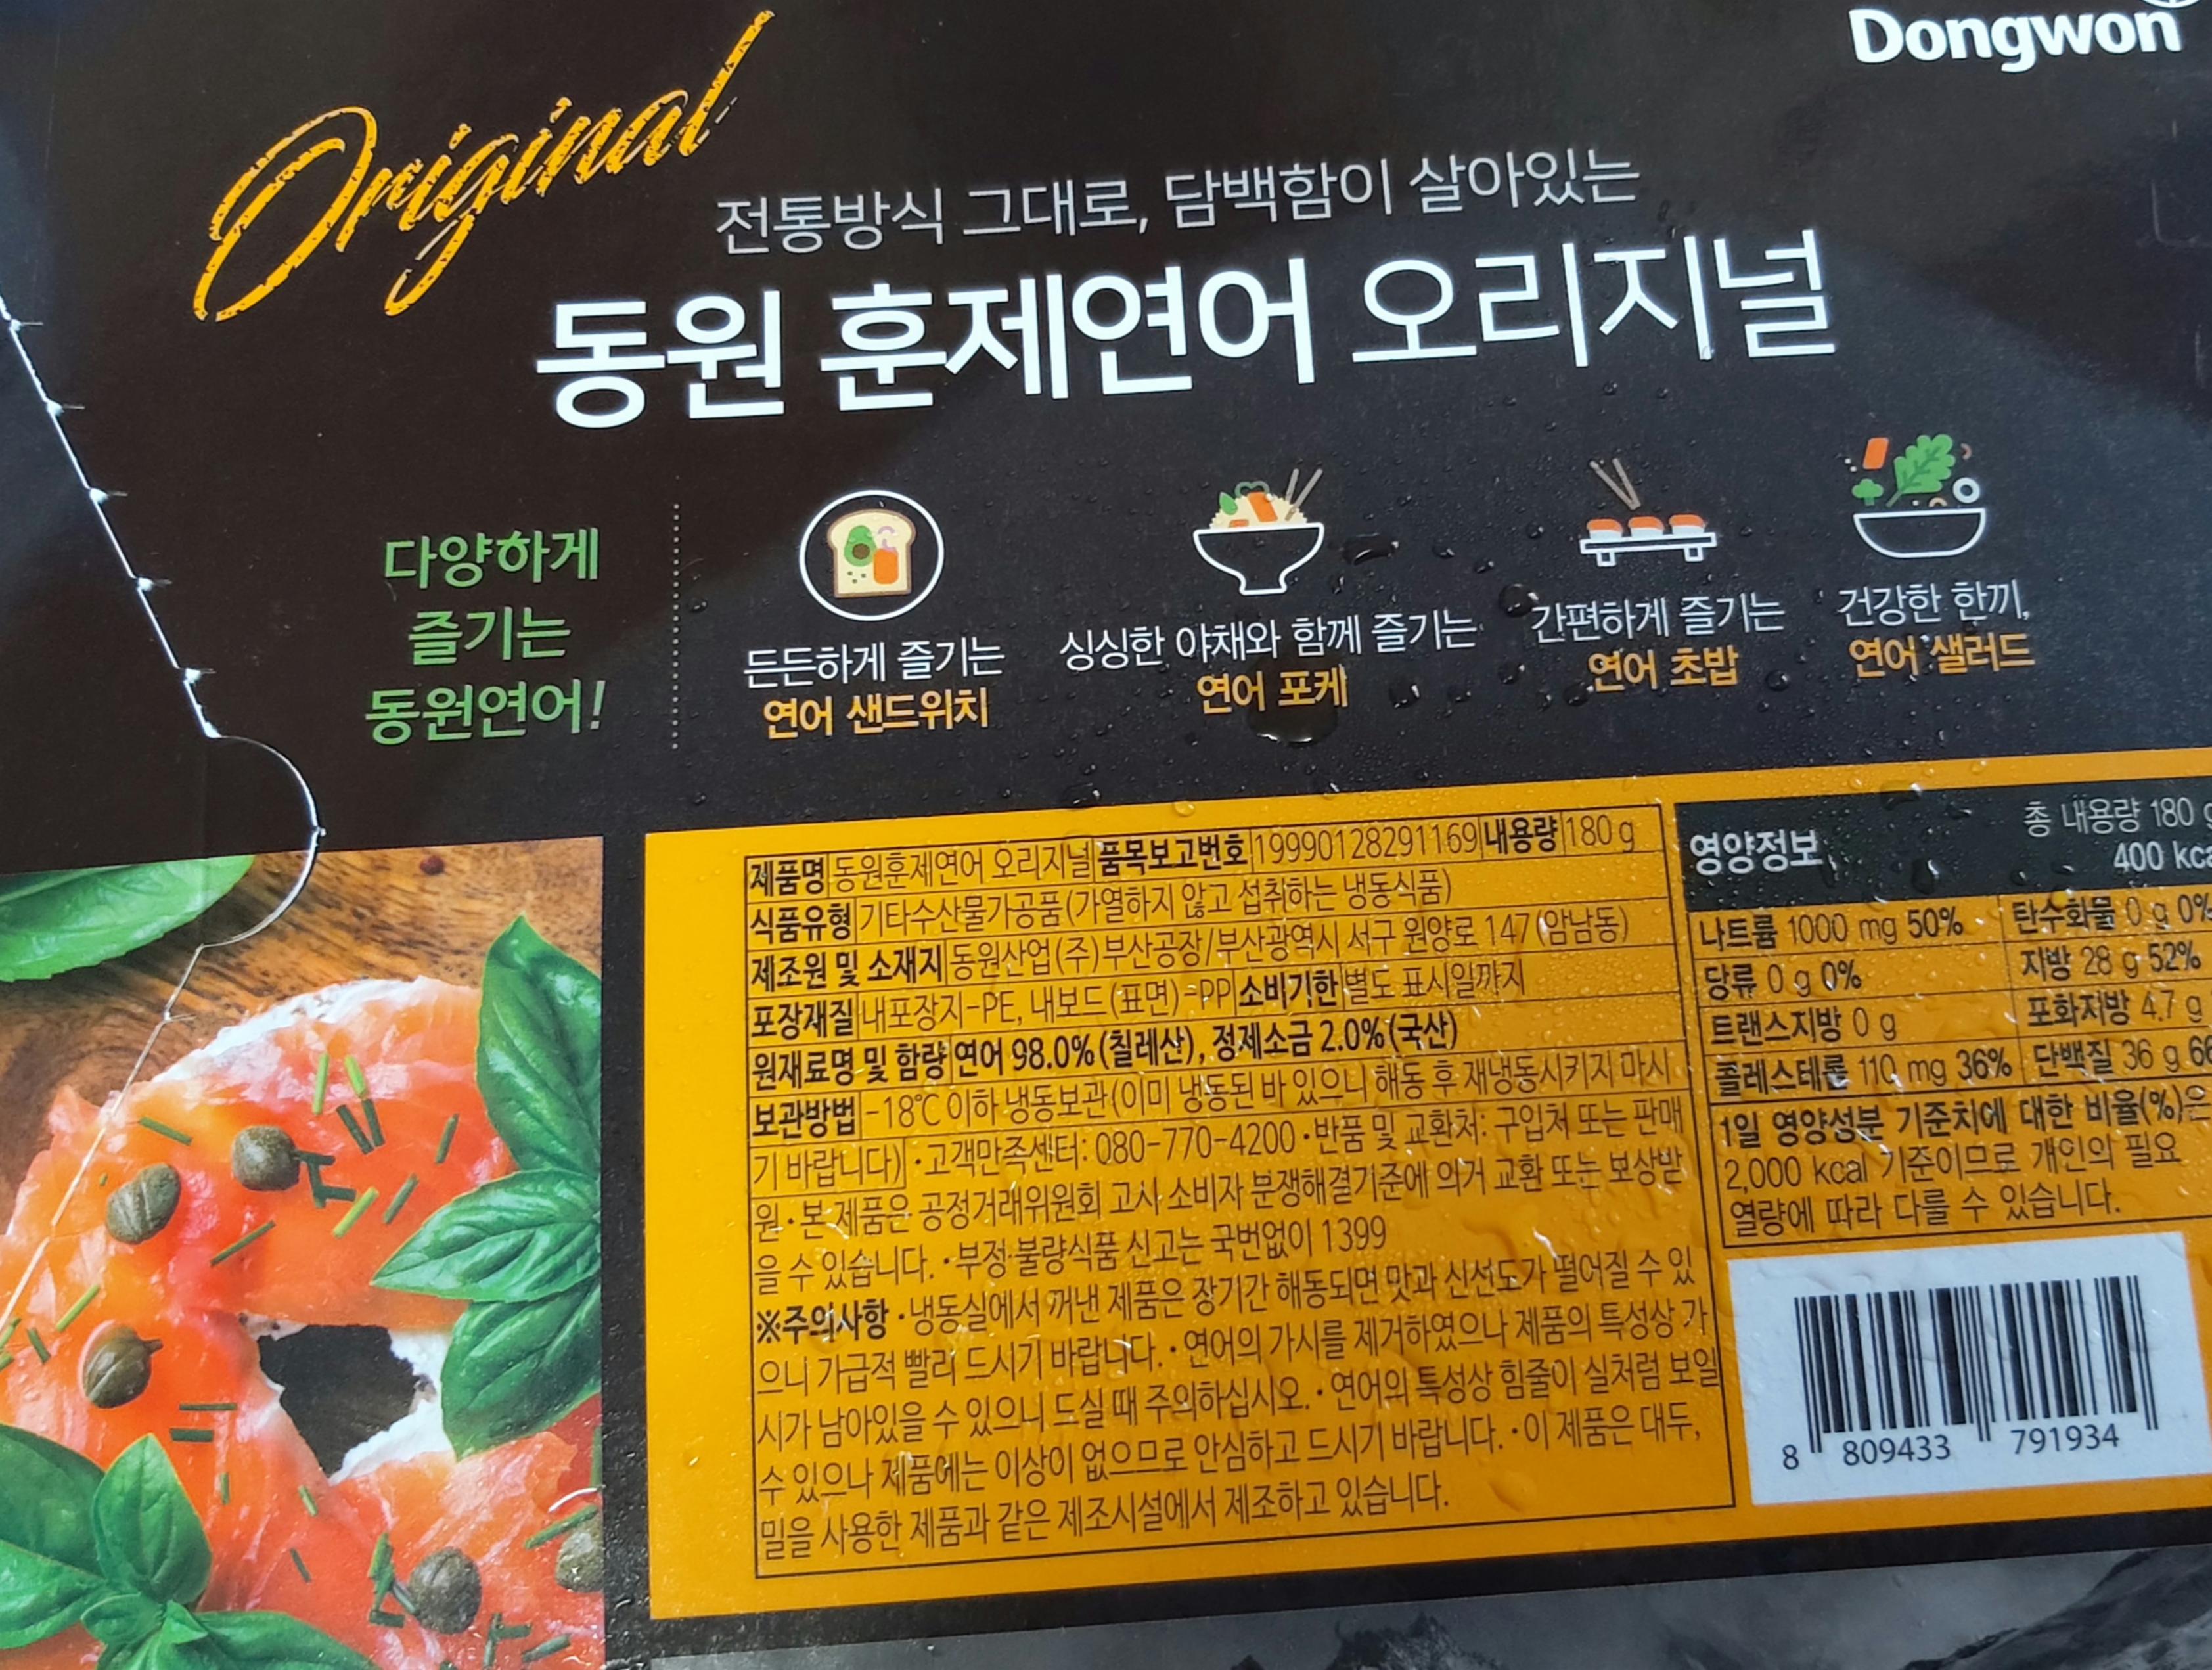 Dongwon
Original
전통방식 그대로, 담백함이 살아있는
동원 훈제연어 오리지널
다양하게
즐기는
동원연어!
든든하게 즐기는
연어 샌드위치
싱싱한 야채와 함께 즐기는
연어 포케
간편하게 즐기는
연어 초밥
건강한 한끼,
연어 샐러드
제품명 동원훈제연어 오리지널 품목보고번호 19990128291169 내용량 180 g
식품유형 기타수산물가공품(가열하지 않고 섭취하는 냉동식품)
제조원 및 소재지 동원산업(주)부산공장/부산광역시 서구 원양로 147(암남동)
포장재질 내포장지-PE, 내보드(표면)-PP 소비기한 별도 표시일까지
원재료명 및 함량 연어 98.0%(칠레산), 정제소금 2.0%(국산)
보관방법 -18℃ 이하 냉동보관(이미 냉동된 바 있으니 해동 후 재냉동시키지 마시
기 바랍니다) ·고객만족센터: 080-770-4200 ·반품 및 교환처: 구입처 또는 판매
원 ·본 제품은 공정거래위원회 고시 소비자 분쟁해결기준에 의거 교환 또는 보상받
을 수 있습니다. ·부정·불량식품 신고는 국번없이 1399
※주의사항 ·냉동실에서 꺼낸 제품은 장기간 해동되면 맛과 신선도가 떨어질 수 있
으니 가급적 빨리 드시기 바랍니다. ·연어의 가시를 제거하였으나 제품의 특성상 가
시가 남아있을 수 있으니 드실 때 주의하십시오. ·연어의 특성상 힘줄이 실처럼 보일
수 있으나 제품에는 이상이 없으므로 안심하고 드시기 바랍니다. ·이 제품은 대두,
밀을 사용한 제품과 같은 제조시설에서 제조하고 있습니다.
영양정보
총 내용량 180
400
나트륨 1000 mg 50% 탄수화물 0 g 0%
당류 0 g 0% 지방 28 g 52%
트랜스지방 0 g 포화지방 4.7 g
콜레스테롤 110 mg 36% 단백질 36 g
1일 영양성분 기준치에 대한 비율(%)은
2,000 kcal 기준이므로 개인의 필요
열량에 따라 다를 수 있습니다.
8 809433 791934